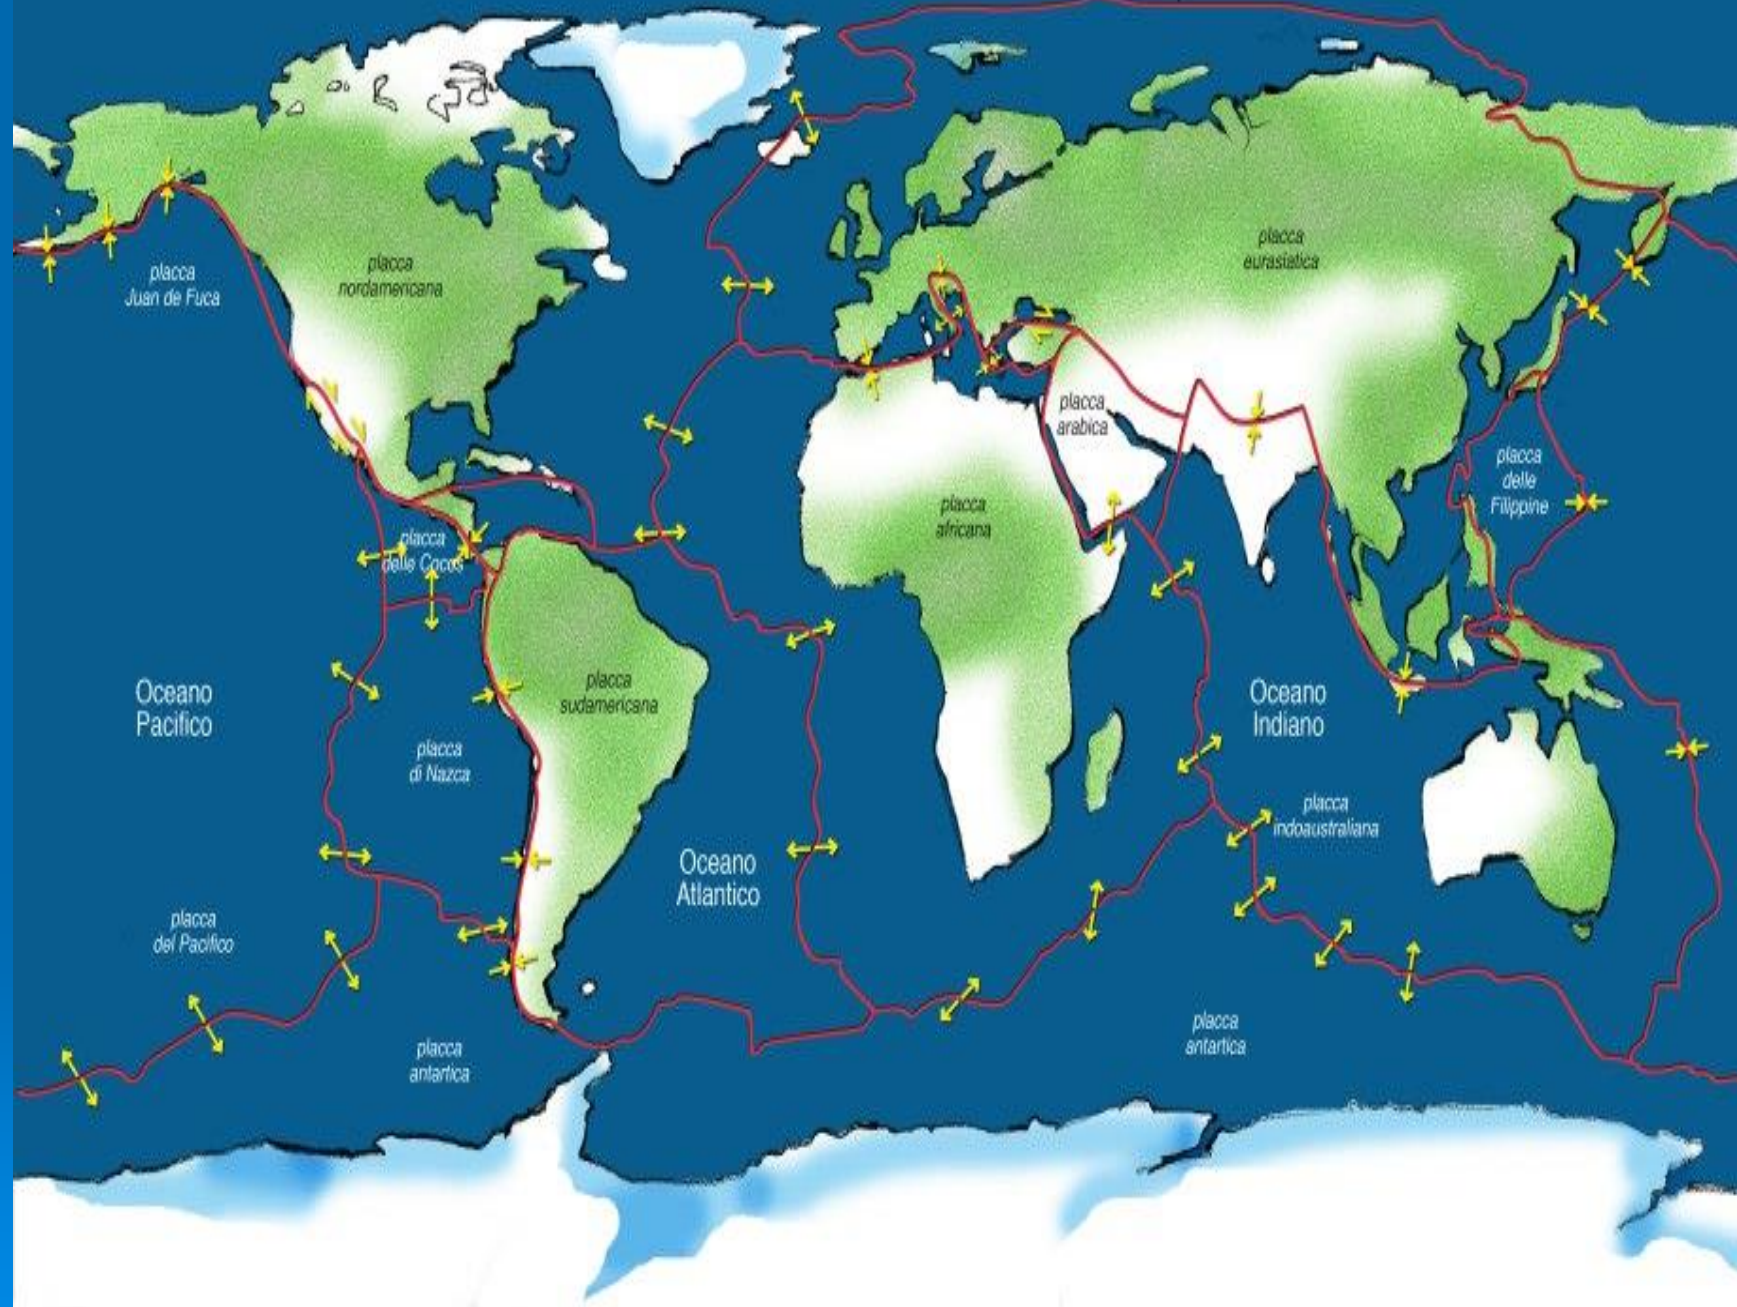 placca
Juan de Fuca
placca
nordamericana
placca
eurasiatica
placca
arabica
placca
delle
Filippine
placca
africana
placca
delle Cocos
placca
sudamericana
Oceano
Pacifico
Oceano
Indiano
placca
di Nazca
placca
indoaustraliana
Oceano
Atlantico
placca
del Pacifico
placca
antartica
placca
antartica